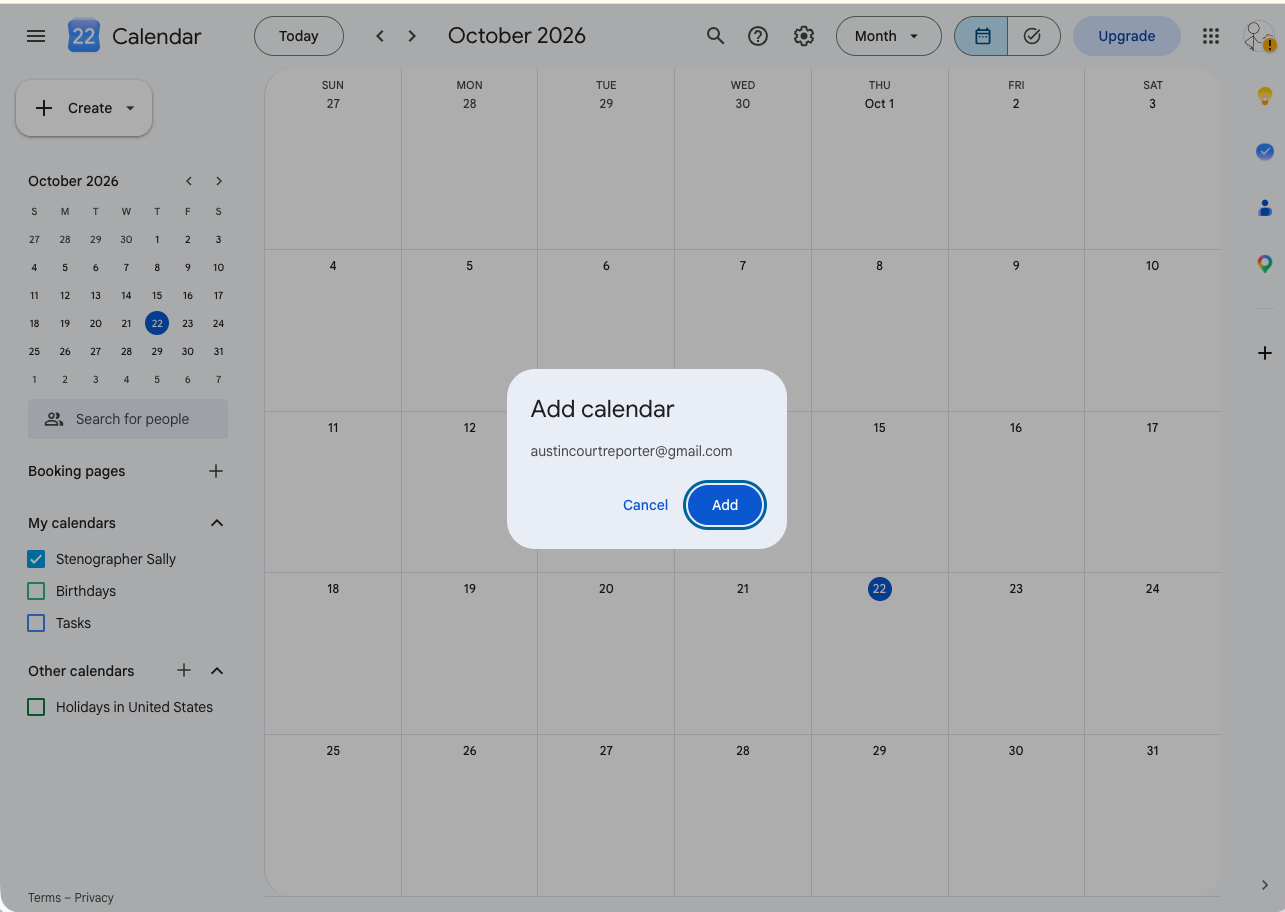 22 Calendar Today October 2026 Month Upgrade
Create
October 2026
S M T W T F S
27 28 29 30 1 2 3
4 5 6 7 8 9 10
11 12 13 14 15 16 17
18 19 20 21 22 23 24
25 26 27 28 29 30 31
1 2 3 4 5 6 7
Search for people
Booking pages
My calendars
Stenographer Sally
Birthdays
Tasks
Other calendars
Holidays in United States
Terms – Privacy
SUN MON TUE WED THU FRI SAT
27 28 29 30 Oct 1 2 3
4 5 6 7 8 9 10
11 12 15 16 17
18 19 20 21 22 23 24
25 26 27 28 29 30 31
Add calendar
austincourtreporter@gmail.com
Cancel Add